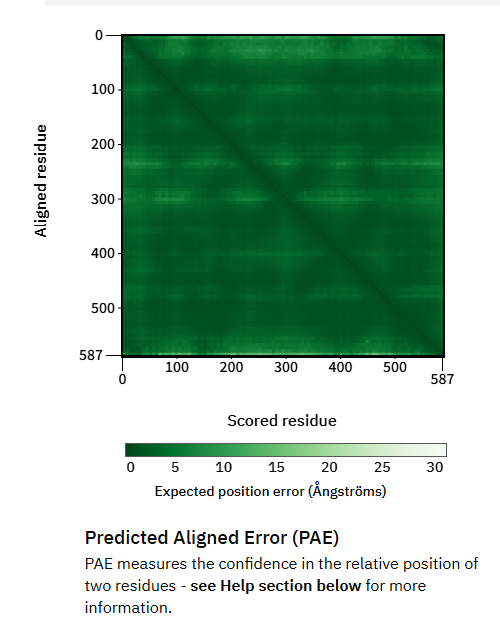 0
100
200
300
400
500
587
Aligned residue
0
100
200
300
400
500
587
Scored residue
0 5 10 15 20 25 30
Expected position error (Ångströms)
Predicted Aligned Error (PAE)
PAE measures the confidence in the relative position of
two residues - see Help section below for more
information.